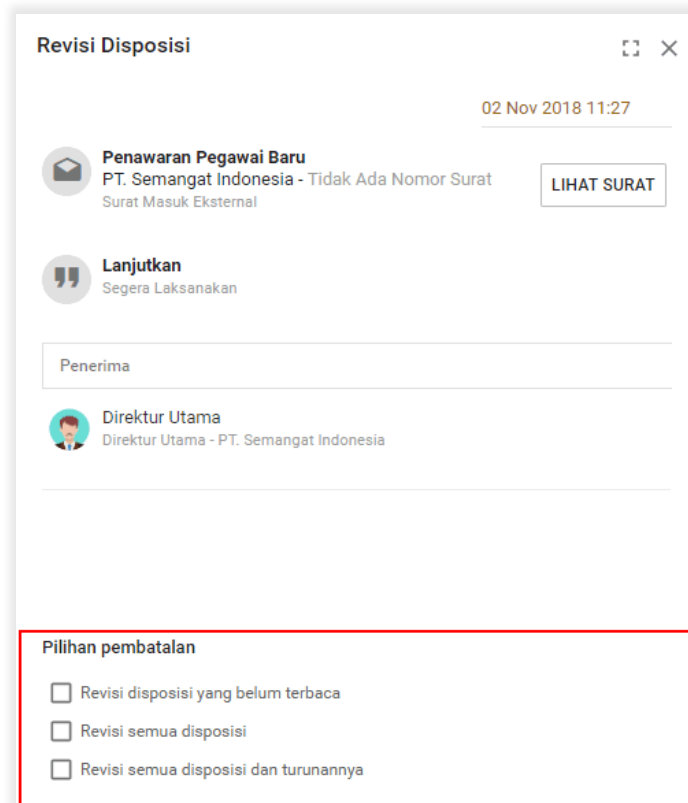 Revisi Disposisi
02 Nov 2018 11:27
Penawaran Pegawai Baru
PT. Semangat Indonesia - Tidak Ada Nomor Surat
Surat Masuk Eksternal
LIHAT SURAT
Lanjutkan
Segera Laksanakan
Penerima
Direktur Utama
Direktur Utama - PT. Semangat Indonesia
Pilihan pembatalan
Revisi disposisi yang belum terbaca
Revisi semua disposisi
Revisi semua disposisi dan turunannya